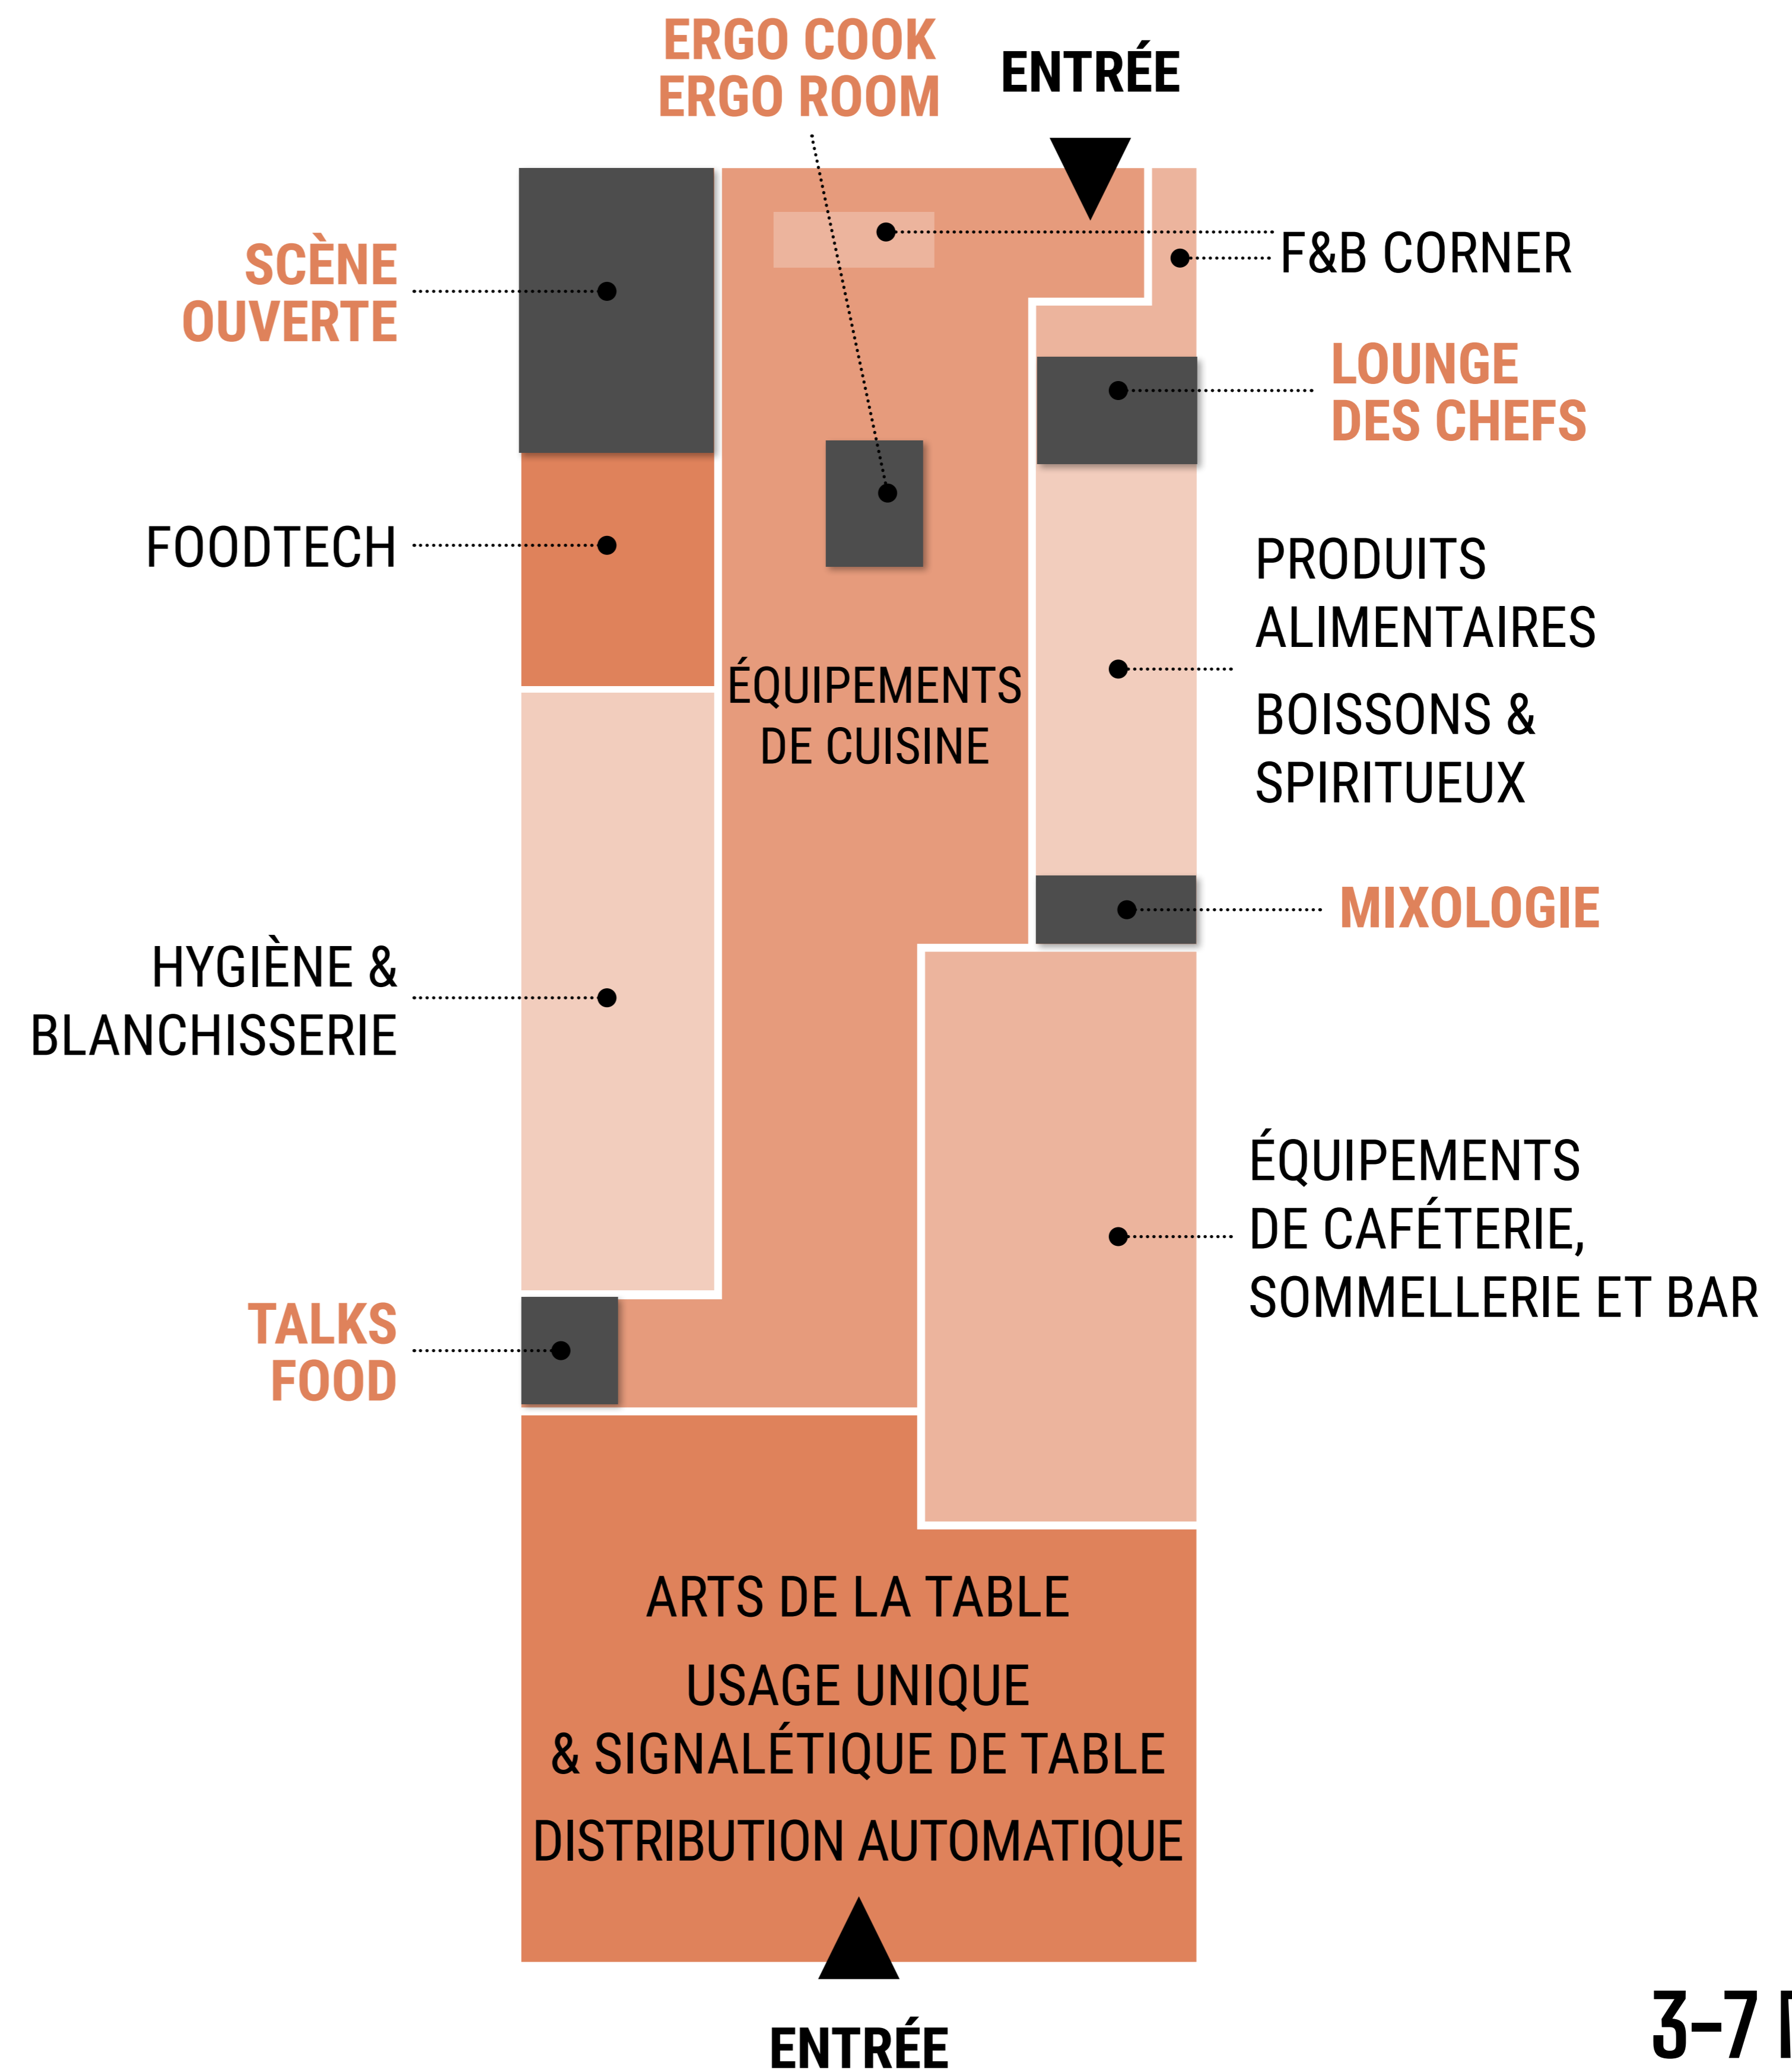 ERGO COOK
ERGO ROOM
ENTRÉE
SCÈNE
OUVERTE
F&B CORNER
LOUNGE
DES CHEFS
FOODTECH
PRODUITS
ALIMENTAIRES
BOISSONS &
SPIRITUEUX
ÉQUIPEMENTS
DE CUISINE
MIXOLOGIE
HYGIÈNE &
BLANCHISSERIE
ÉQUIPEMENTS
DE CAFÉTERIE,
SOMMELLERIE ET BAR
TALKS
FOOD
ARTS DE LA TABLE
USAGE UNIQUE
& SIGNALÉTIQUE DE TABLE
DISTRIBUTION AUTOMATIQUE
ENTRÉE
3–7